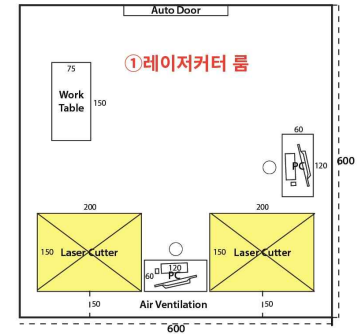 Auto Door
①레이저커터 룸
75
Work
Table
150
60
PC
120
600
200
200
150
Laser Cutter
150
Laser Cutter
120
60
PC
150
Air Ventilation
150
600